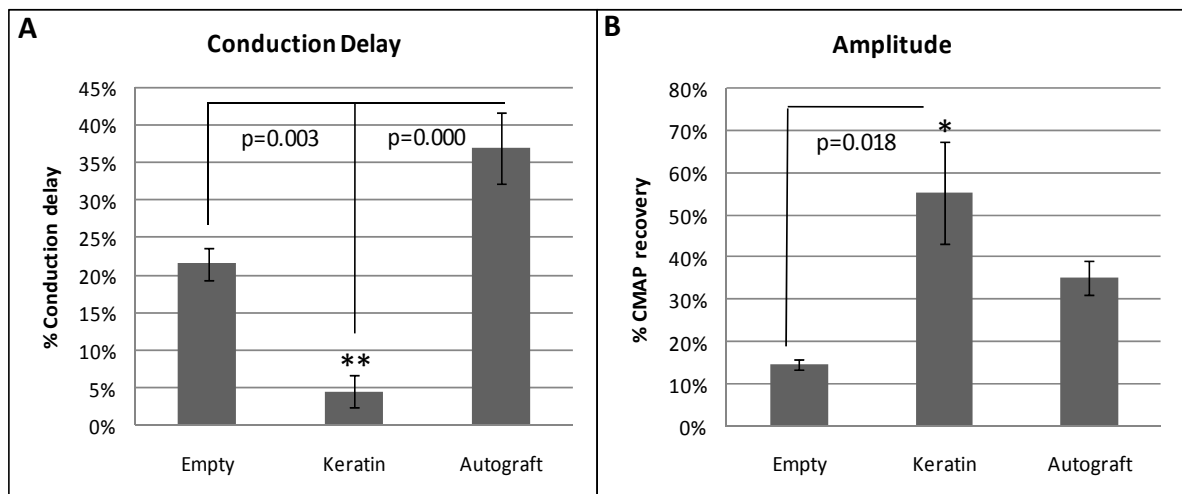 A
Conduction Delay
45%
40%
35%
30%
25%
20%
15%
10%
5%
0%
% Conduction delay
p=0.003
p=0.000
**
Empty
Keratin
Autograft
B
Amplitude
80%
70%
60%
50%
40%
30%
20%
10%
0%
% CMAP recovery
p=0.018
*
Empty
Keratin
Autograft